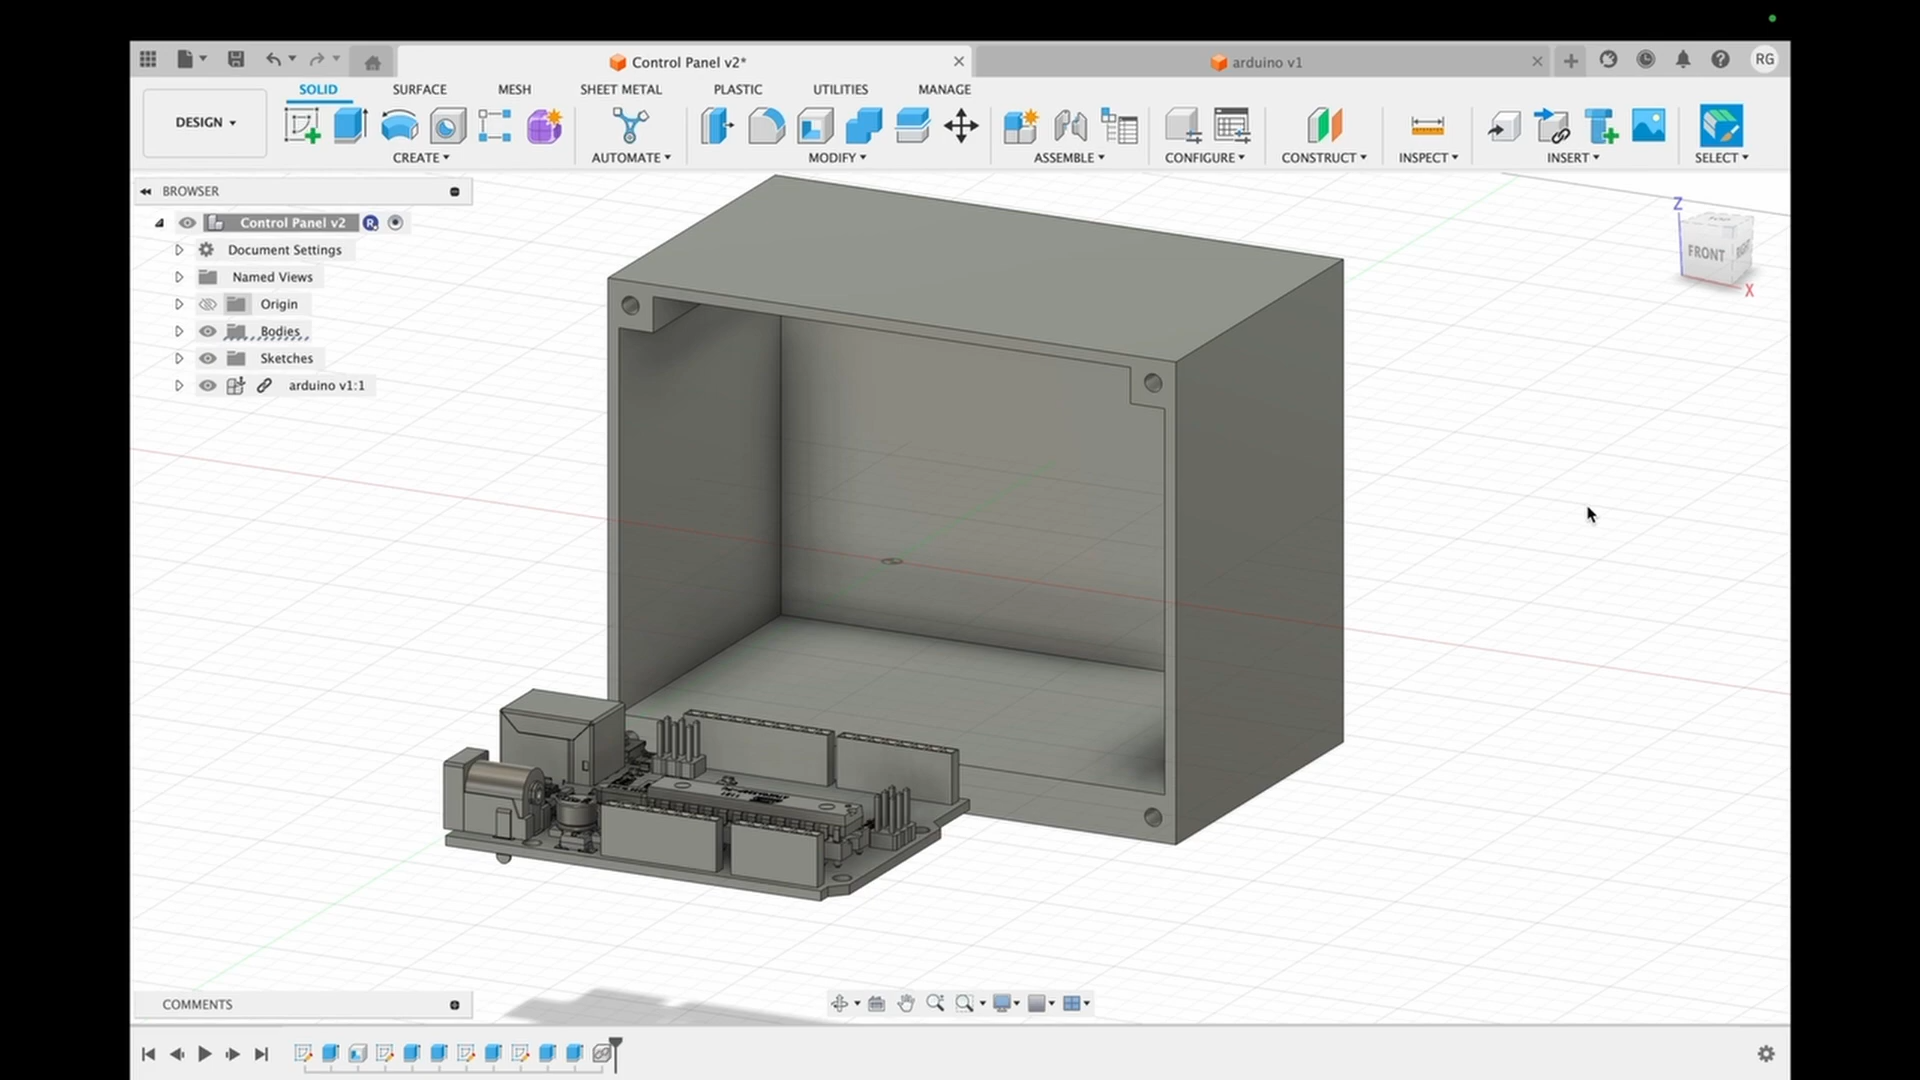 Control Panel v2*
arduino v1
RG
DESIGN
SOLID
SURFACE
MESH
SHEET METAL
PLASTIC
UTILITIES
MANAGE
CREATE
AUTOMATE
MODIFY
ASSEMBLE
CONFIGURE
CONSTRUCT
INSPECT
INSERT
SELECT
BROWSER
Control Panel v2
R
Document Settings
Named Views
Origin
Bodies
Sketches
arduino v1:1
Z
TOP
FRONT
RIGHT
X
COMMENTS